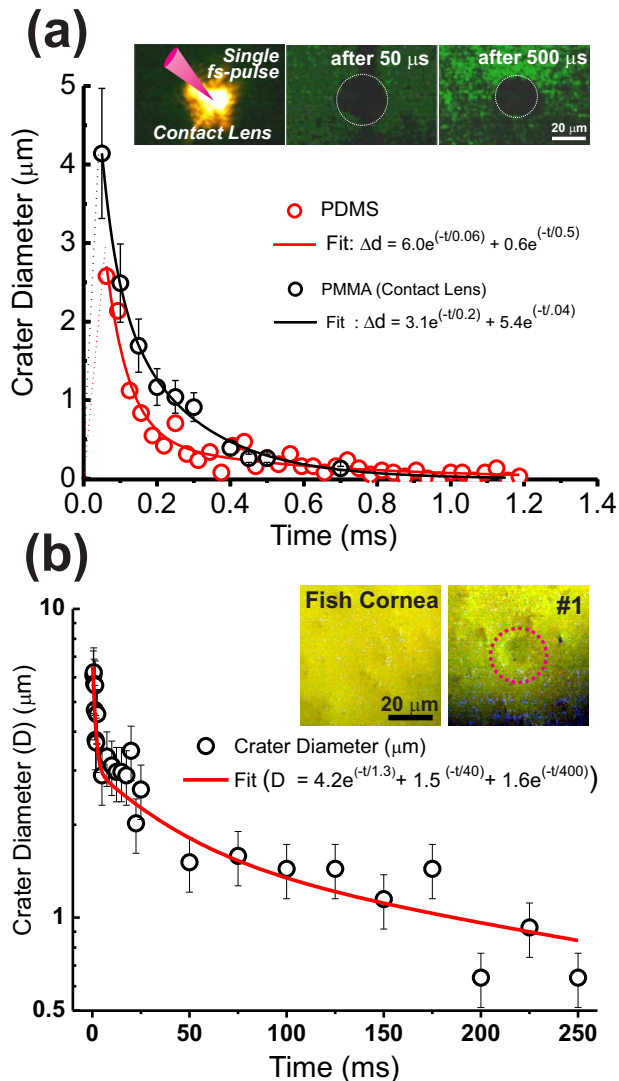 (a)
Single
fs-pulse
Contact Lens
after 50 μs
after 500 μs
20 μm
5
4
3
2
1
0
Crater Diameter (μm)
PDMS
Fit: Δd = 6.0e^(-t/0.06) + 0.6e^(-t/0.5)
PMMA (Contact Lens)
Fit : Δd = 3.1e^(-t/0.2) + 5.4e^(-t/.04)
0.0 0.2 0.4 0.6 0.8 1.0 1.2 1.4
Time (ms)
(b)
Fish Cornea
20 μm
#1
10
1
0.5
Crater Diameter (D) (μm)
Crater Diameter (μm)
Fit (D = 4.2e^(-t/1.3) + 1.5^(-t/40) + 1.6e^(-t/400))
0 50 100 150 200 250
Time (ms)